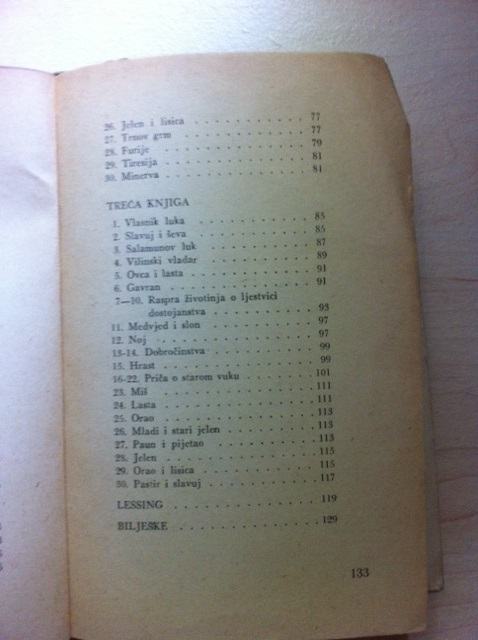 26. Jelen i lisica . . . . . . . . . . 77
27. Trnov grm . . . . . . . . . . . 77
28. Furije . . . . . . . . . . . . . 79
29. Tiresija . . . . . . . . . . . . 81
30. Minerva . . . . . . . . . . . . 81
TREĆA KNJIGA
1. Vlasnik luka . . . . . . . . . . 83
2. Slavuj i ševa . . . . . . . . . . 85
3. Salamunov luk . . . . . . . . . 87
4. Vilinski vladar . . . . . . . . . 89
5. Ovca i lasta . . . . . . . . . . . 91
6. Gavran . . . . . . . . . . . . . 91
7—10. Raspra životinja o ljestvici
dostojanstva . . . . . . . . . . 93
11. Medvjed i slon . . . . . . . . . 97
12. Noj . . . . . . . . . . . . . . 97
13-14. Dobročinstva . . . . . . . . . 99
15. Hrast . . . . . . . . . . . . . 99
16-22. Priča o starom vuku . . . . . . 101
23. Miš . . . . . . . . . . . . . . 111
24. Lasta . . . . . . . . . . . . . 111
25. Orao . . . . . . . . . . . . . 113
26. Mladi i stari jelen . . . . . . . . 113
27. Paun i pijetao . . . . . . . . . 113
28. Jelen . . . . . . . . . . . . . 115
29. Orao i lisica . . . . . . . . . . 115
30. Pastir i slavuj . . . . . . . . . 117
LESSING . . . . . . . . . . . . 119
BILJEŠKE . . . . . . . . . . . . 129
133